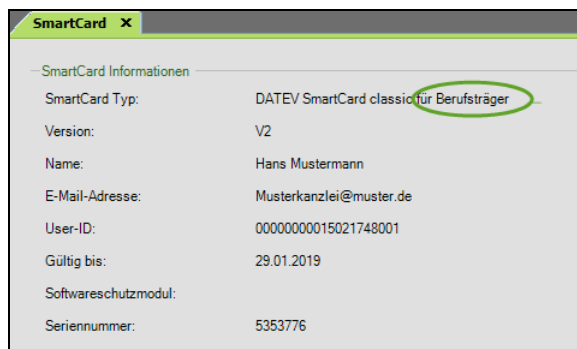 SmartCard X
SmartCard Informationen
SmartCard Typ: DATEV SmartCard classic für Berufsträger
Version: V2
Name: Hans Mustermann
E-Mail-Adresse: Musterkanzlei@muster.de
User-ID: 00000000015021748001
Gültig bis: 29.01.2019
Softwareschutzmodul:
Seriennummer: 5353776